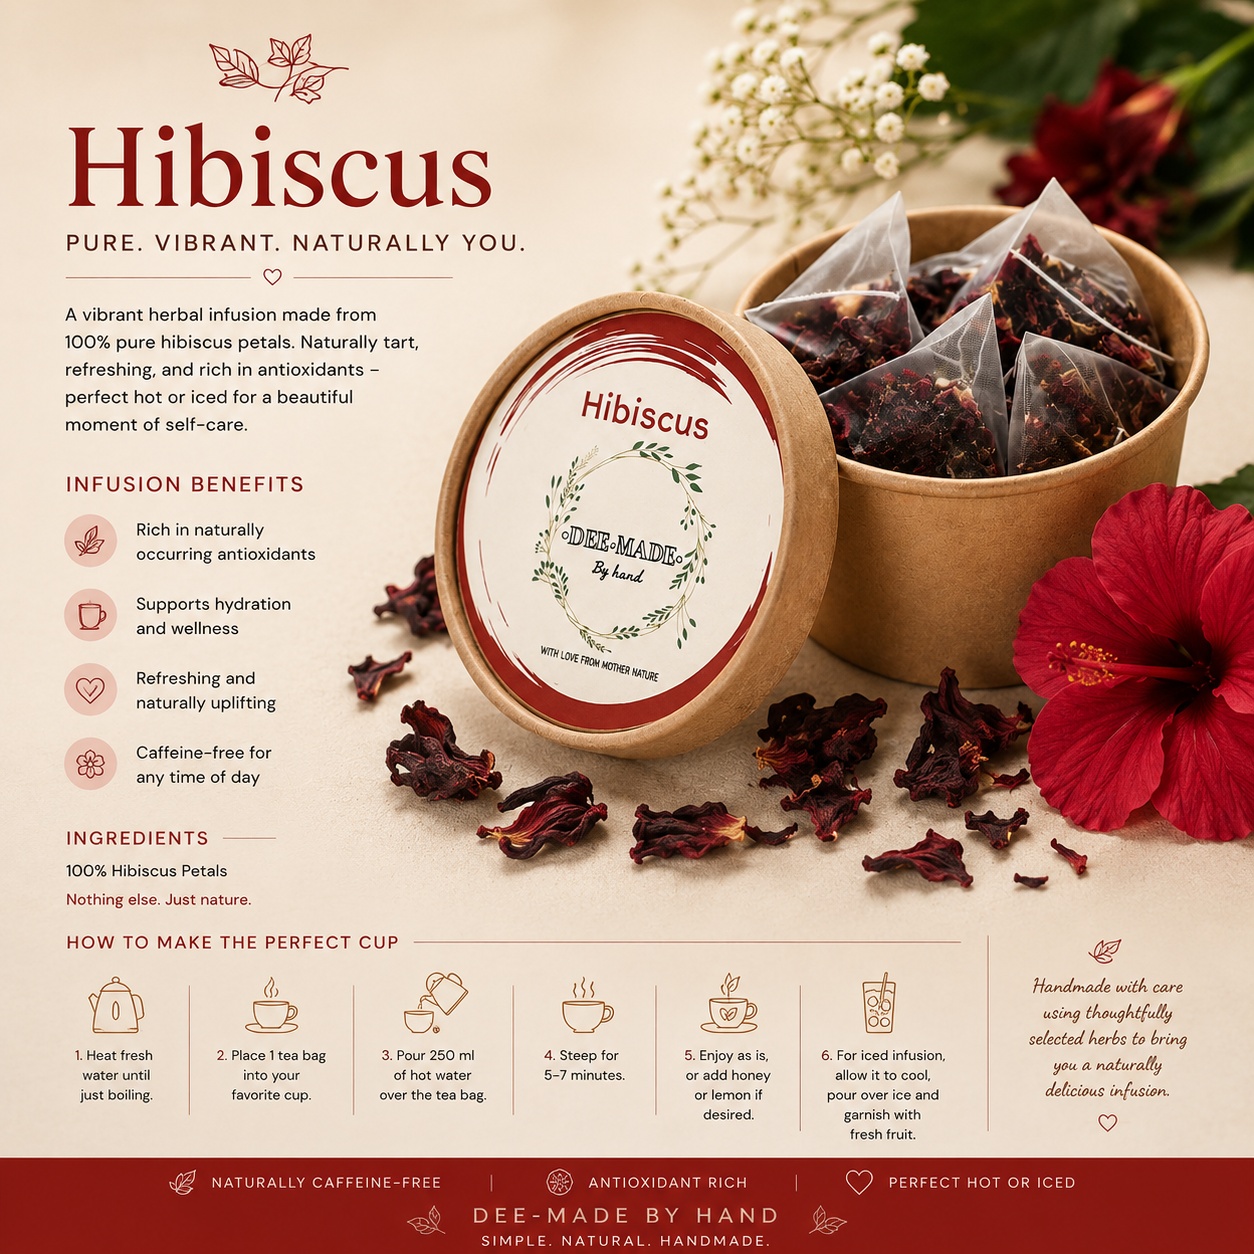 Hibiscus
PURE. VIBRANT. NATURALLY YOU.
A vibrant herbal infusion made from
100% pure hibiscus petals. Naturally tart,
refreshing, and rich in antioxidants –
perfect hot or iced for a beautiful
moment of self-care.
INFUSION BENEFITS
Rich in naturally
occurring antioxidants
Supports hydration
and wellness
Refreshing and
naturally uplifting
Caffeine-free for
any time of day
INGREDIENTS
100% Hibiscus Petals
Nothing else. Just nature.
Hibiscus
DEE·MADE
By hand
WITH LOVE FROM MOTHER NATURE
HOW TO MAKE THE PERFECT CUP
1. Heat fresh
water until
just boiling.
2. Place 1 tea bag
into your
favorite cup.
3. Pour 250 ml
of hot water
over the tea bag.
4. Steep for
5–7 minutes.
5. Enjoy as is,
or add honey
or lemon if
desired.
6. For iced infusion,
allow it to cool,
pour over ice and
garnish with
fresh fruit.
Handmade with care
using thoughtfully
selected herbs to bring
you a naturally
delicious infusion.
NATURALLY CAFFEINE-FREE
ANTIOXIDANT RICH
PERFECT HOT OR ICED
DEE-MADE BY HAND
SIMPLE. NATURAL. HANDMADE.